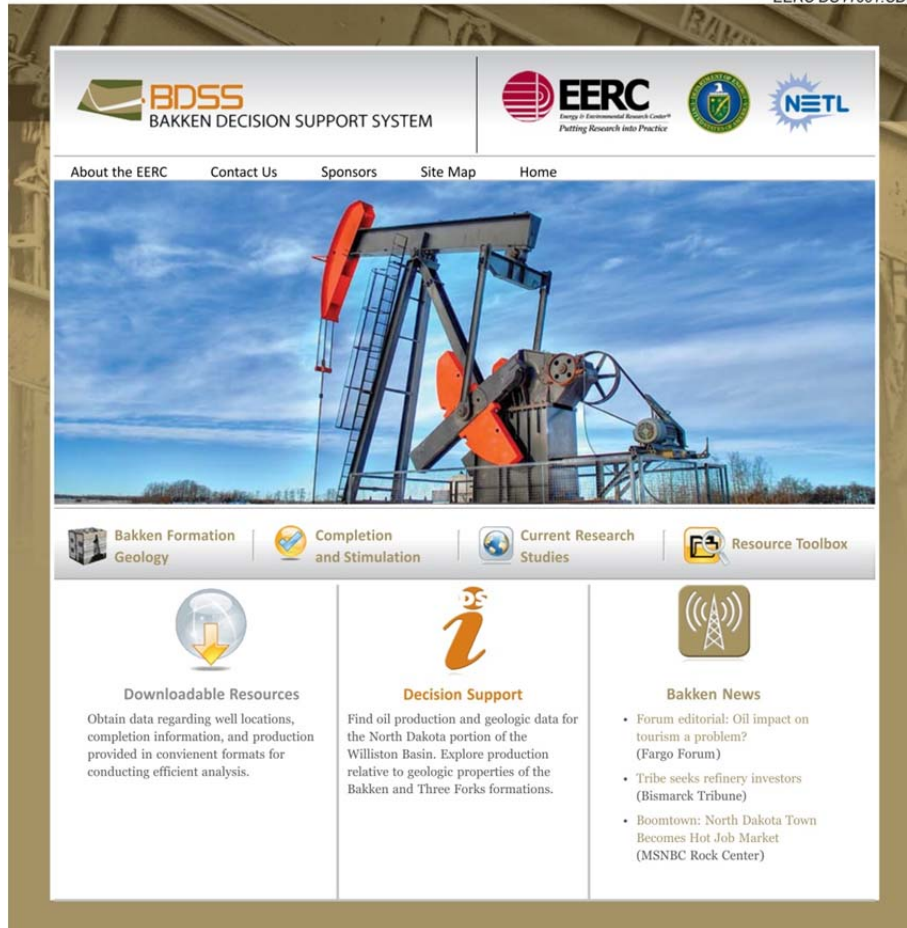 BDSS
BAKKEN DECISION SUPPORT SYSTEM
EERC
Energy & Environmental Research Center®
Putting Research into Practice
NETL
About the EERC
Contact Us
Sponsors
Site Map
Home
Bakken Formation
Geology
Completion
and Stimulation
Current Research
Studies
Resource Toolbox
Downloadable Resources
Obtain data regarding well locations,
completion information, and production
provided in convienent formats for
conducting efficient analysis.
DS
i
Decision Support
Find oil production and geologic data for
the North Dakota portion of the
Williston Basin. Explore production
relative to geologic properties of the
Bakken and Three Forks formations.
Bakken News
• Forum editorial: Oil impact on
tourism a problem?
(Fargo Forum)
• Tribe seeks refinery investors
(Bismarck Tribune)
• Boomtown: North Dakota Town
Becomes Hot Job Market
(MSNBC Rock Center)